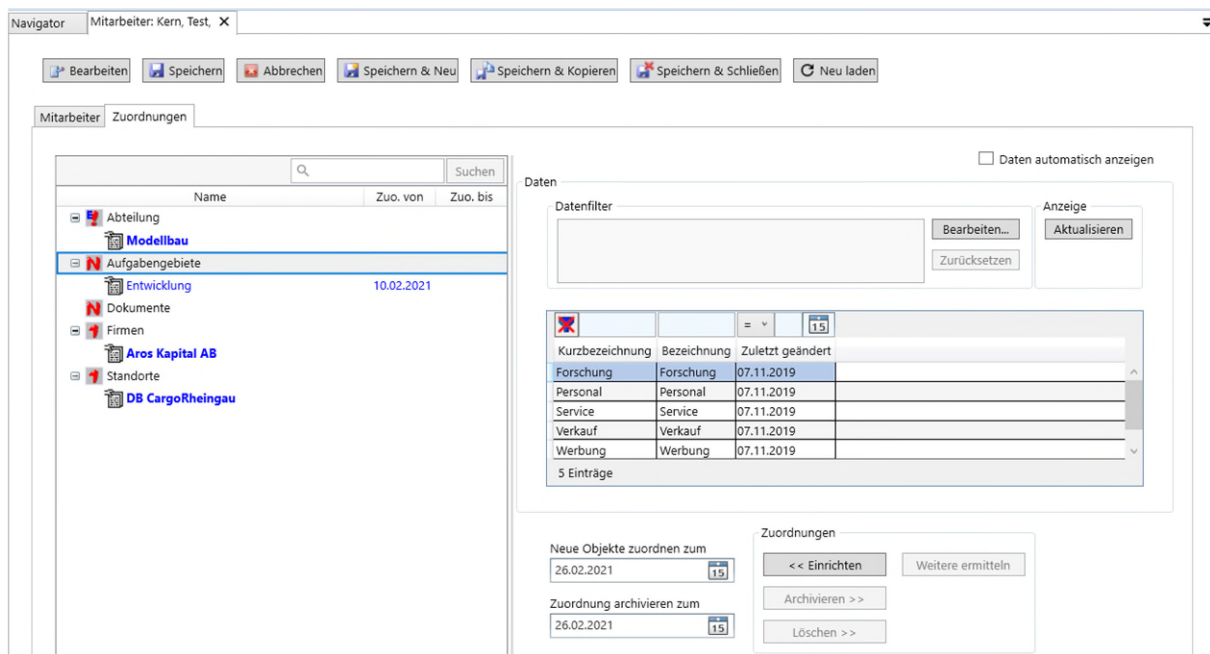 Navigator
Mitarbeiter: Kern, Test, X
Bearbeiten Speichern Abbrechen Speichern & Neu Speichern & Kopieren Speichern & Schließen Neu laden
Mitarbeiter Zuordnungen
Suchen
Name Zuo. von Zuo. bis
Abteilung
Modellbau
Aufgabengebiete
Entwicklung 10.02.2021
Dokumente
Firmen
Aros Kapital AB
Standorte
DB CargoRheingau
Daten automatisch anzeigen
Daten
Datenfilter
Bearbeiten...
Zurücksetzen
Anzeige
Aktualisieren
= 15
Kurzbezeichnung Bezeichnung Zuletzt geändert
Forschung Forschung 07.11.2019
Personal Personal 07.11.2019
Service Service 07.11.2019
Verkauf Verkauf 07.11.2019
Werbung Werbung 07.11.2019
5 Einträge
Neue Objekte zuordnen zum
26.02.2021 15
Zuordnung archivieren zum
26.02.2021 15
Zuordnungen
<< Einrichten Weitere ermitteln
Archivieren >>
Löschen >>